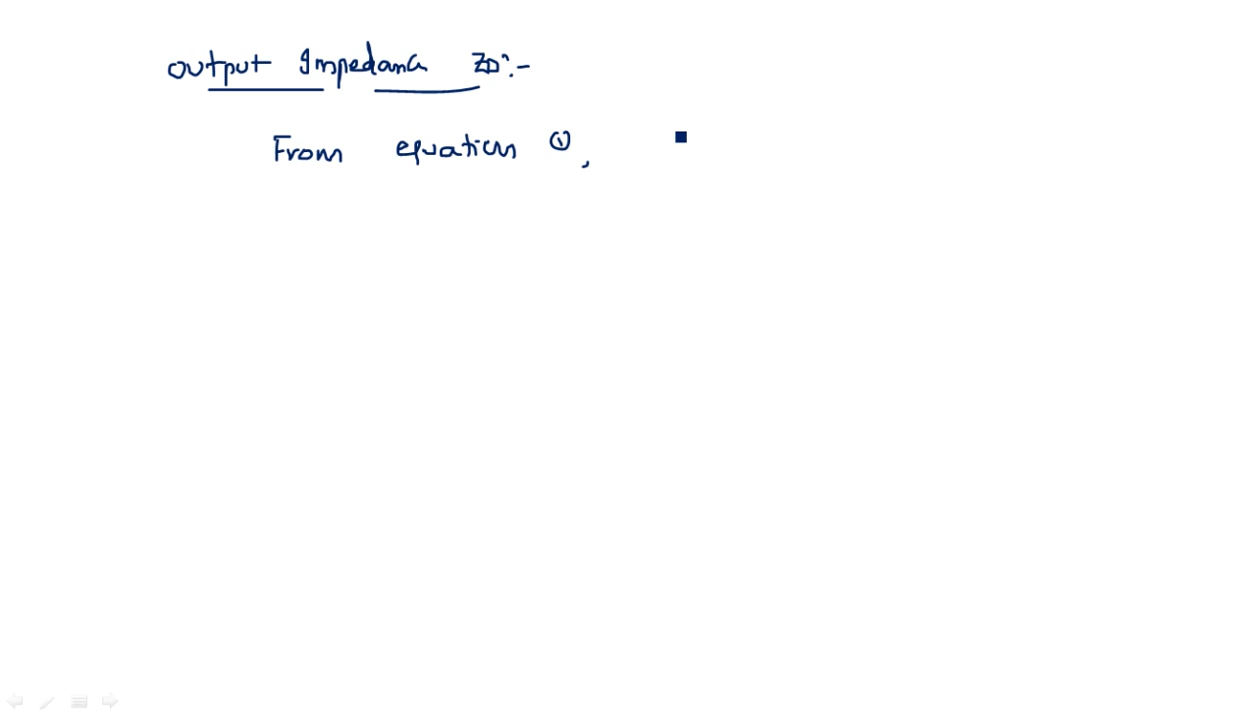 output Impedance Zo:-
From equation ①,